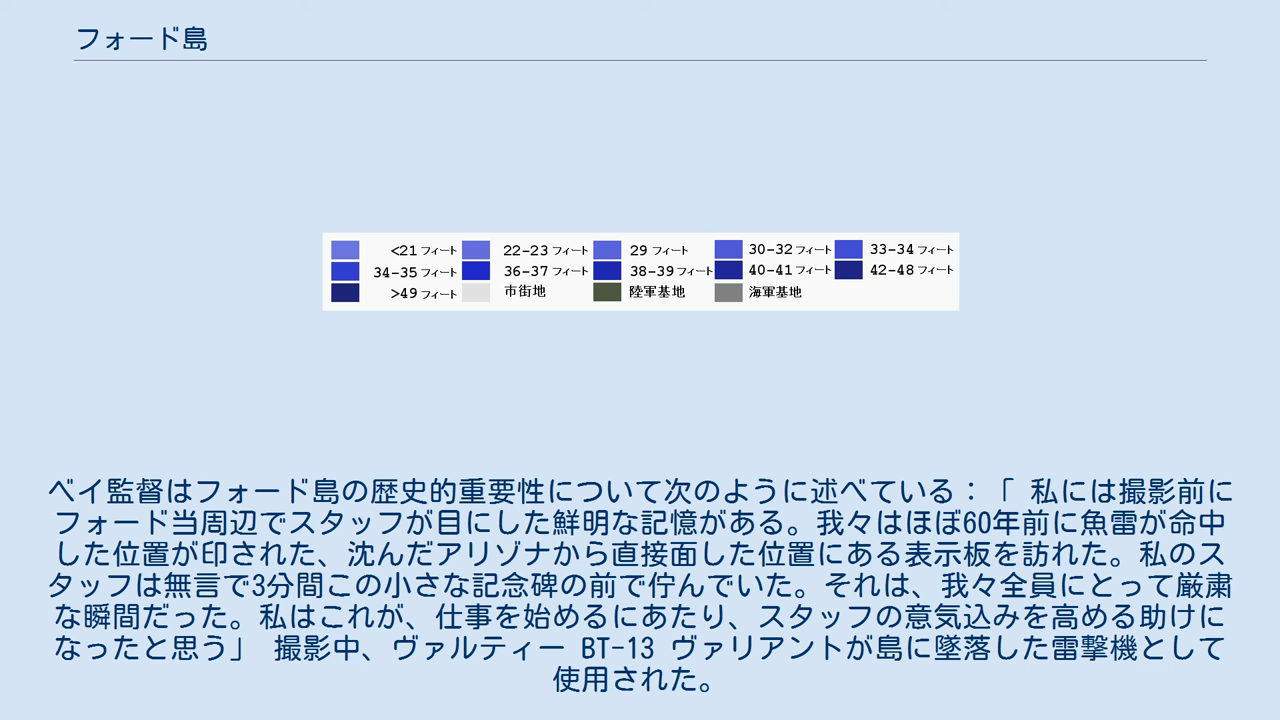 フォード島
<21 フィート 22-23 フィート 29 フィート 30-32 フィート 33-34 フィート
34-35 フィート 36-37 フィート 38-39 フィート 40-41 フィート 42-48 フィート
>49 フィート 市街地 陸軍基地 海軍基地
ベイ監督はフォード島の歴史的重要性について次のように述べている：「 私には撮影前に
フォード当周辺でスタッフが目にした鮮明な記憶がある。我々はほぼ60年前に魚雷が命中
した位置が印された、沈んだアリゾナから直接面した位置にある表示板を訪れた。私のス
タッフは無言で3分間この小さな記念碑の前で佇んでいた。それは、我々全員にとって厳粛
な瞬間だった。私はこれが、仕事を始めるにあたり、スタッフの意気込みを高める助けに
なったと思う」 撮影中、ヴァルティー BT-13 ヴァリアントが島に墜落した雷撃機として
使用された。